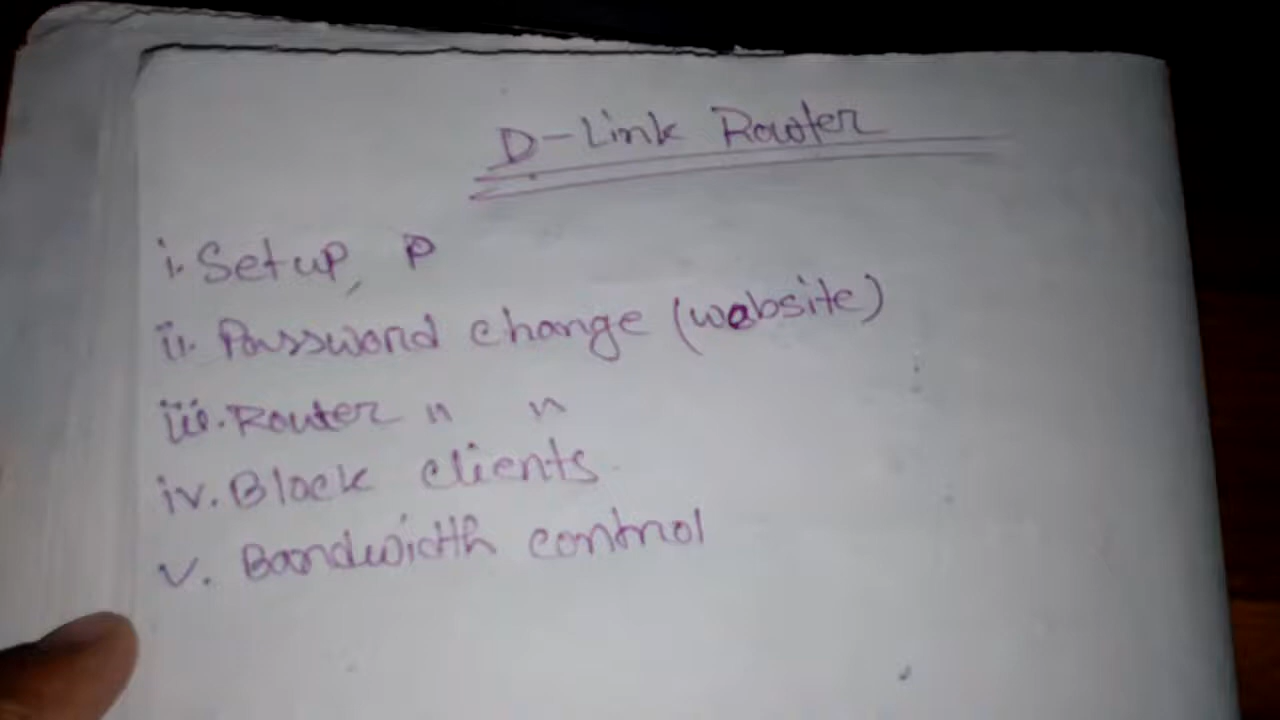 D-Link Router
i. Setup, P
ii. Password change (website)
iii. Router " "
iv. Block clients
v. Bandwidth control